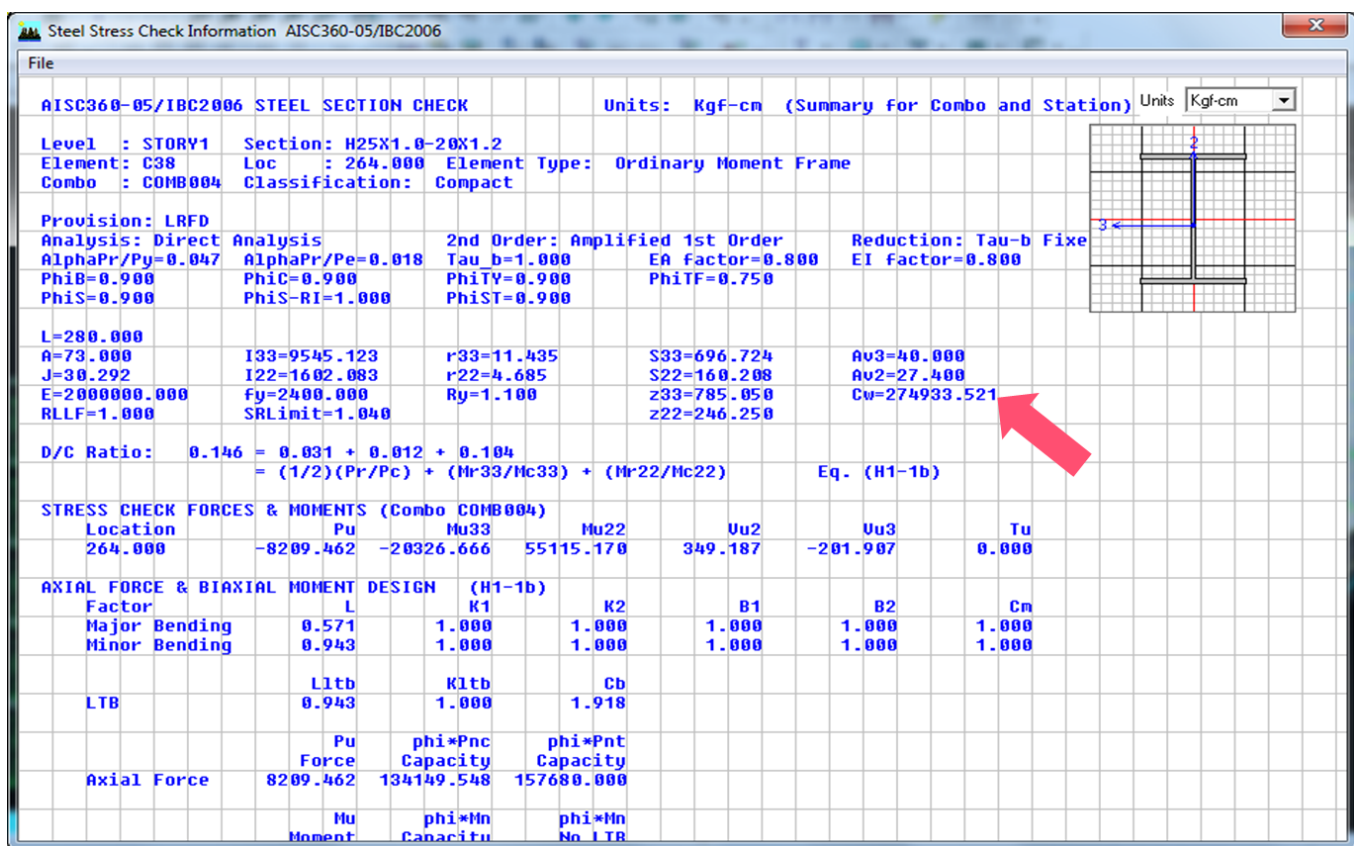 Steel Stress Check Information AISC360-05/IBC2006
File
AISC360-05/IBC2006 STEEL SECTION CHECK Units: Kgf-cm (Summary for Combo and Station) Units Kgf-cm
Level : STORY1 Section: H25X1.0-20X1.2
Element: C38 Loc : 264.000 Element Type: Ordinary Moment Frame
Combo : COMB004 Classification: Compact
2
3
Provision: LRFD
Analysis: Direct Analysis 2nd Order: Amplified 1st Order Reduction: Tau-b Fixe
AlphaPr/Py=0.047 AlphaPr/Pe=0.018 Tau_b=1.000 EA factor=0.800 EI factor=0.800
PhiB=0.900 PhiC=0.900 PhiTY=0.900 PhiTF=0.750
PhiS=0.900 PhiS-RI=1.000 PhiST=0.900
L=280.000
A=73.000 I33=9545.123 r33=11.435 S33=696.724 Av3=40.000
J=30.292 I22=1602.083 r22=4.685 S22=160.208 Av2=27.400
E=2000000.000 fy=2400.000 Ry=1.100 z33=785.050 Cw=274933.521
RLLF=1.000 SRLimit=1.040 z22=246.250
D/C Ratio: 0.146 = 0.031 + 0.012 + 0.104
= (1/2)(Pr/Pc) + (Mr33/Mc33) + (Mr22/Mc22) Eq. (H1-1b)
STRESS CHECK FORCES & MOMENTS (Combo COMB004)
Location Pu Mu33 Mu22 Vu2 Vu3 Tu
264.000 -8209.462 -20326.666 55115.170 349.187 -201.907 0.000
AXIAL FORCE & BIAXIAL MOMENT DESIGN (H1-1b)
Factor L K1 K2 B1 B2 Cm
Major Bending 0.571 1.000 1.000 1.000 1.000 1.000
Minor Bending 0.943 1.000 1.000 1.000 1.000 1.000
Lltb Kltb Cb
LTB 0.943 1.000 1.918
Pu phi*Pnc phi*Pnt
Force Capacity Capacity
Axial Force 8209.462 134149.548 157680.000
Mu phi*Mn phi*Mn
Moment Capacity No LTB